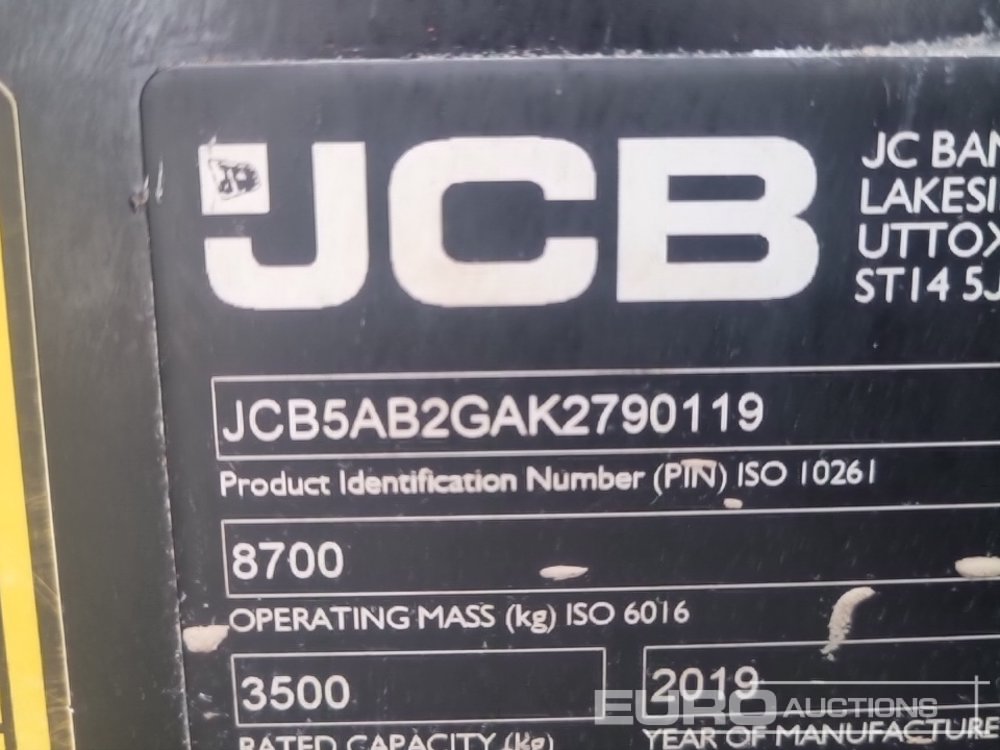 JCB
JC
LAKESI
UTTOX
ST14 5J
JCB5AB2GAK2790119
Product Identification Number (PIN) ISO 10261
8700
OPERATING MASS (kg) ISO 6016
3500
2019
RATED CAPACITY (kg)
YEAR OF MANUFACTURE
EURO AUCTIONS